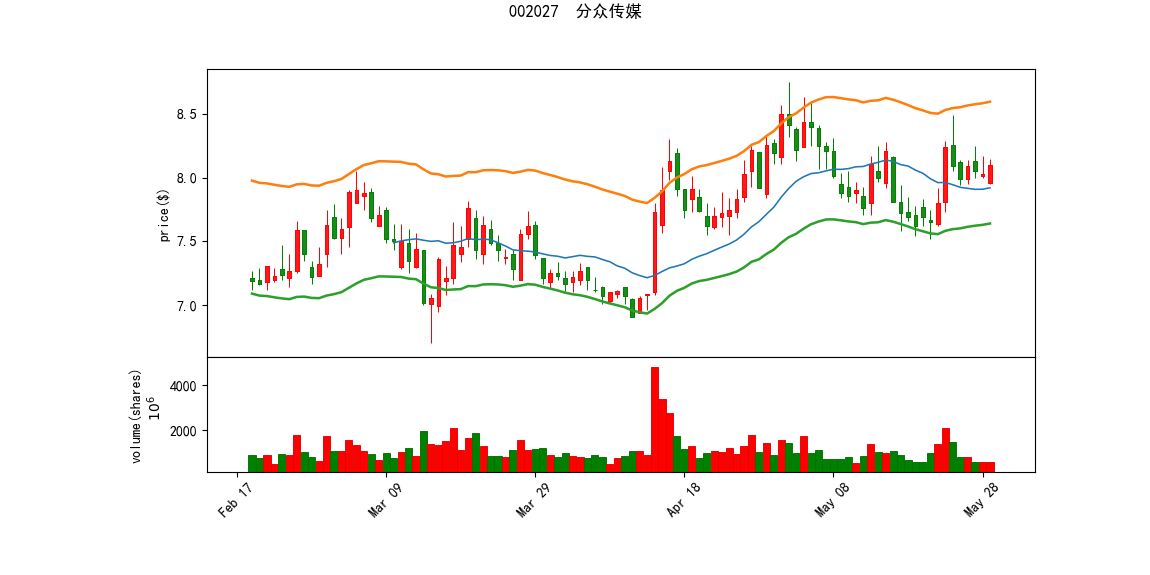 002027 分众传媒
8.5
8.0
7.5
7.0
price($)
4000
2000
volume(shares)
10^6
Feb 17
Mar 09
Mar 29
Apr 18
May 08
May 28